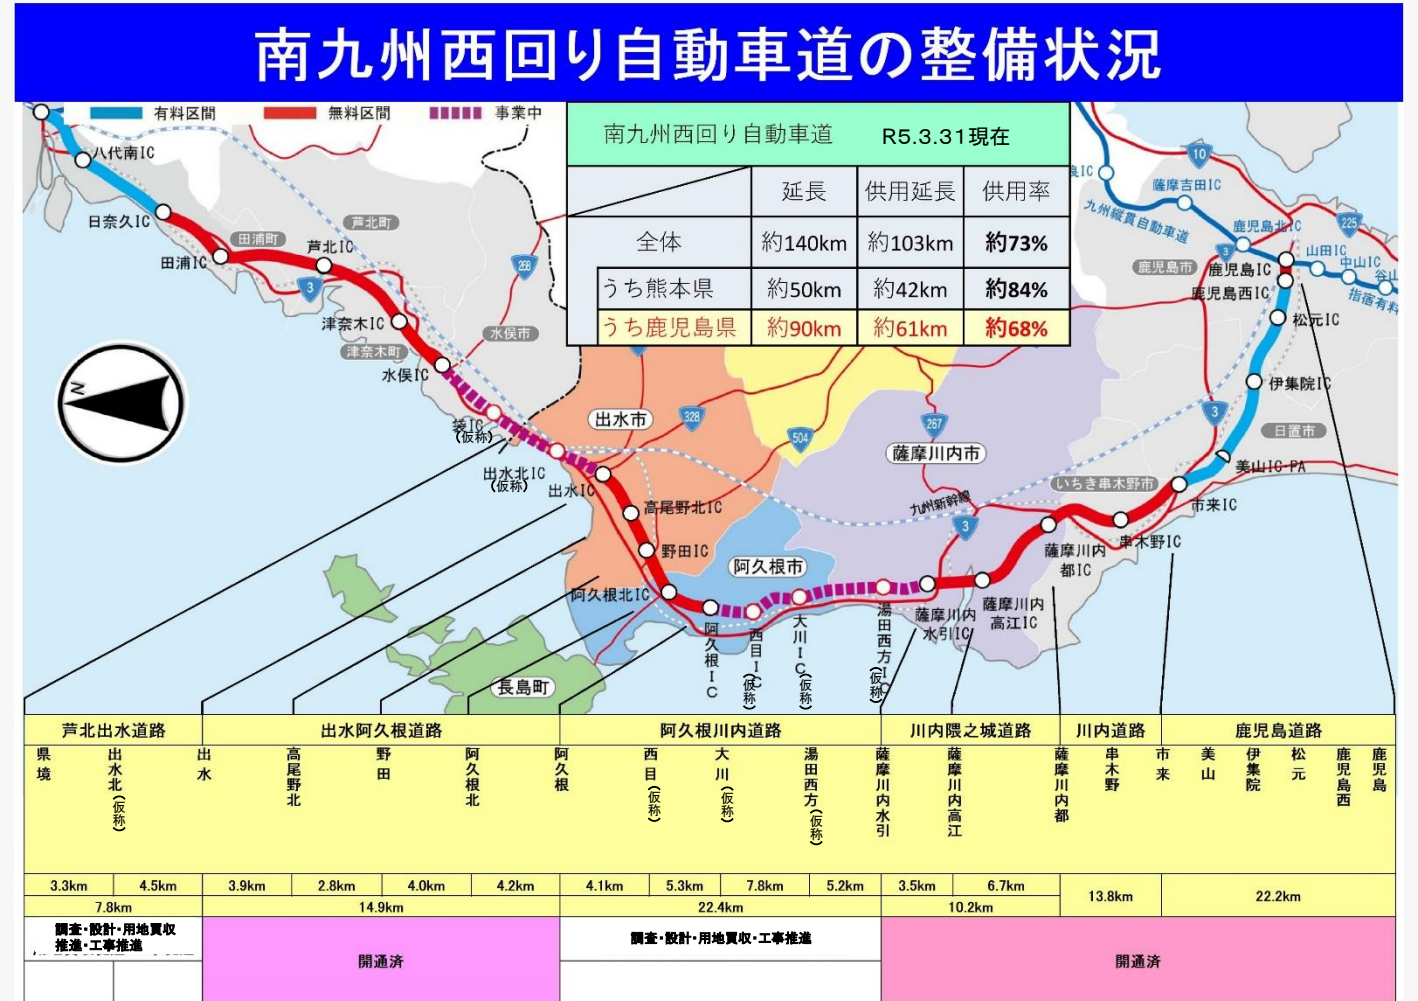 南九州西回り自動車道の整備状況
有料区間 無料区間 事業中
南九州西回り自動車道 R5.3.31現在
延長 供用延長 供用率
全体 約140km 約103km 約73%
うち熊本県 約50km 約42km 約84%
うち鹿児島県 約90km 約61km 約68%
八代南IC
日奈久IC
田浦町
芦北町
田浦IC
芦北IC
3
268
津奈木IC
津奈木町
水俣市
水俣IC
N
袋IC
(仮称)
出水北IC
(仮称)
出水IC
出水市
328
504
高尾野北IC
野田IC
阿久根北IC
阿久根市
長島町
阿久根IC
西目IC(仮称)
大川IC(仮称)
湯田西方IC(仮称)
薩摩川内市
267
九州新幹線
3
薩摩川内
水引IC
薩摩川内
高江IC
薩摩川内
都IC
いちき串木野市
串木野IC
市来IC
美山IC・PA
日置市
3
伊集院IC
松元IC
鹿児島西IC
鹿児島IC
鹿児島市
3
鹿児島北IC
薩摩吉田IC
九州縦貫自動車道
10
225
山田IC
中山IC
谷山
指宿有料
芦北出水道路 出水阿久根道路 阿久根川内道路 川内隈之城道路 川内道路 鹿児島道路
県境 出水北(仮称) 出水 高尾野北 野田 阿久根北 阿久根 西目(仮称) 大川(仮称) 湯田西方(仮称) 薩摩川内水引 薩摩川内高江 薩摩川内都 串木野 市来 美山 伊集院 松元 鹿児島西 鹿児島
3.3km 4.5km 3.9km 2.8km 4.0km 4.2km 4.1km 5.3km 7.8km 5.2km 3.5km 6.7km 13.8km 22.2km
7.8km 14.9km 22.4km 10.2km
調査・設計・用地買収
推進・工事推進
開通済
調査・設計・用地買収・工事推進
開通済